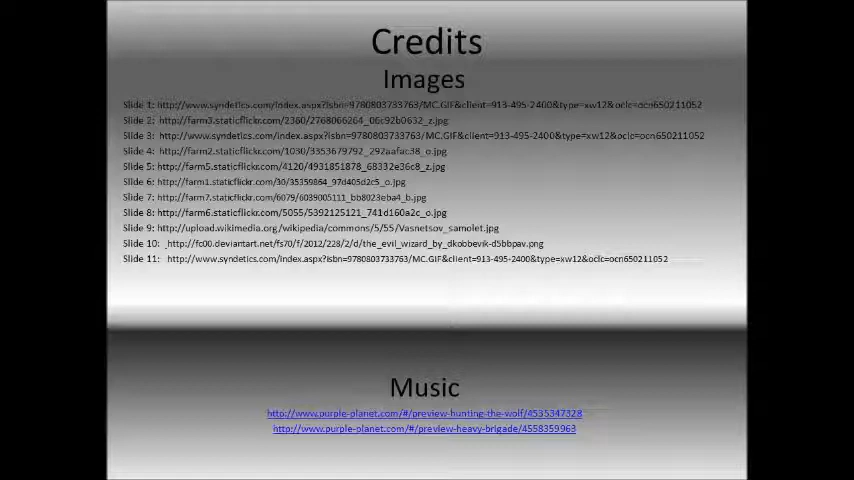 Credits
Images
Slide 1: http://www.syndetics.com/index.aspx?isbn=9780803733763/MC.GIF&client=913-495-2400&type=xw12&oclc=ocn650211052
Slide 2: http://farm3.staticflickr.com/2360/2768066264_06c92b0632_z.jpg
Slide 3: http://www.syndetics.com/index.aspx?isbn=9780803733763/MC.GIF&client=913-495-2400&type=xw12&oclc=ocn650211052
Slide 4: http://farm2.staticflickr.com/1030/3353679792_292aafac38_o.jpg
Slide 5: http://farm5.staticflickr.com/4120/4931851878_68332e36c8_z.jpg
Slide 6: http://farm1.staticflickr.com/30/35359864_97d405d2c5_o.jpg
Slide 7: http://farm7.staticflickr.com/6079/6039005111_bb8023eba4_b.jpg
Slide 8: http://farm6.staticflickr.com/5055/5392125121_741d160a2c_o.jpg
Slide 9: http://upload.wikimedia.org/wikipedia/commons/5/55/Vasnetsov_samolet.jpg
Slide 10: http://fc00.deviantart.net/fs70/f/2012/228/2/d/the_evil_wizard_by_dkobbevik-d5bbpav.png
Slide 11: http://www.syndetics.com/index.aspx?isbn=9780803733763/MC.GIF&client=913-495-2400&type=xw12&oclc=ocn650211052
Music
http://www.purple-planet.com/#/preview-hunting-the-wolf/4535347328
http://www.purple-planet.com/#/preview-heavy-brigade/4558359963